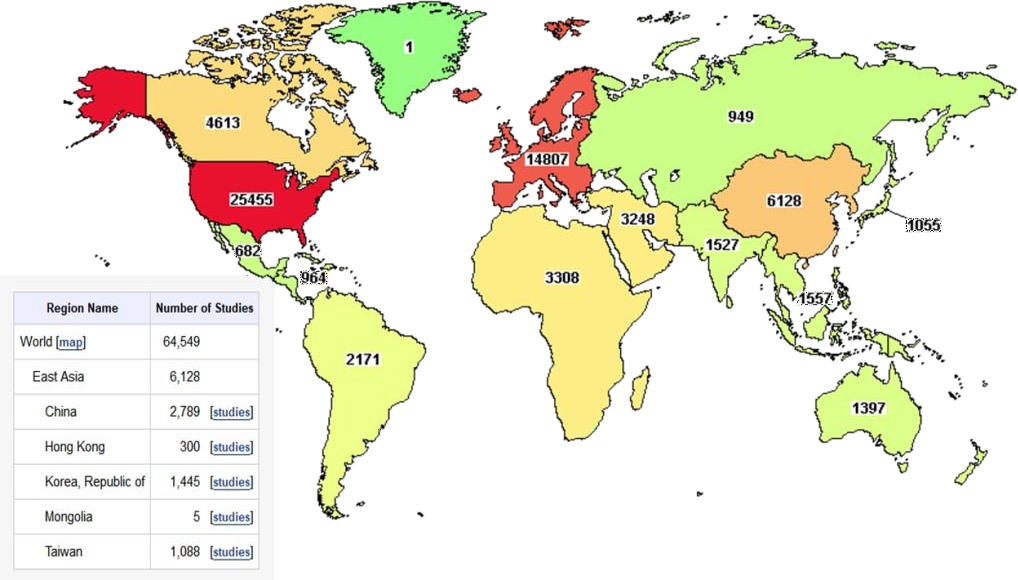 1
4613
949
14807
25455
6128
3248
1055
682
1527
964
3308
1557
2171
1397
Region Name Number of Studies
World [map] 64,549
East Asia 6,128
China 2,789 [studies]
Hong Kong 300 [studies]
Korea, Republic of 1,445 [studies]
Mongolia 5 [studies]
Taiwan 1,088 [studies]